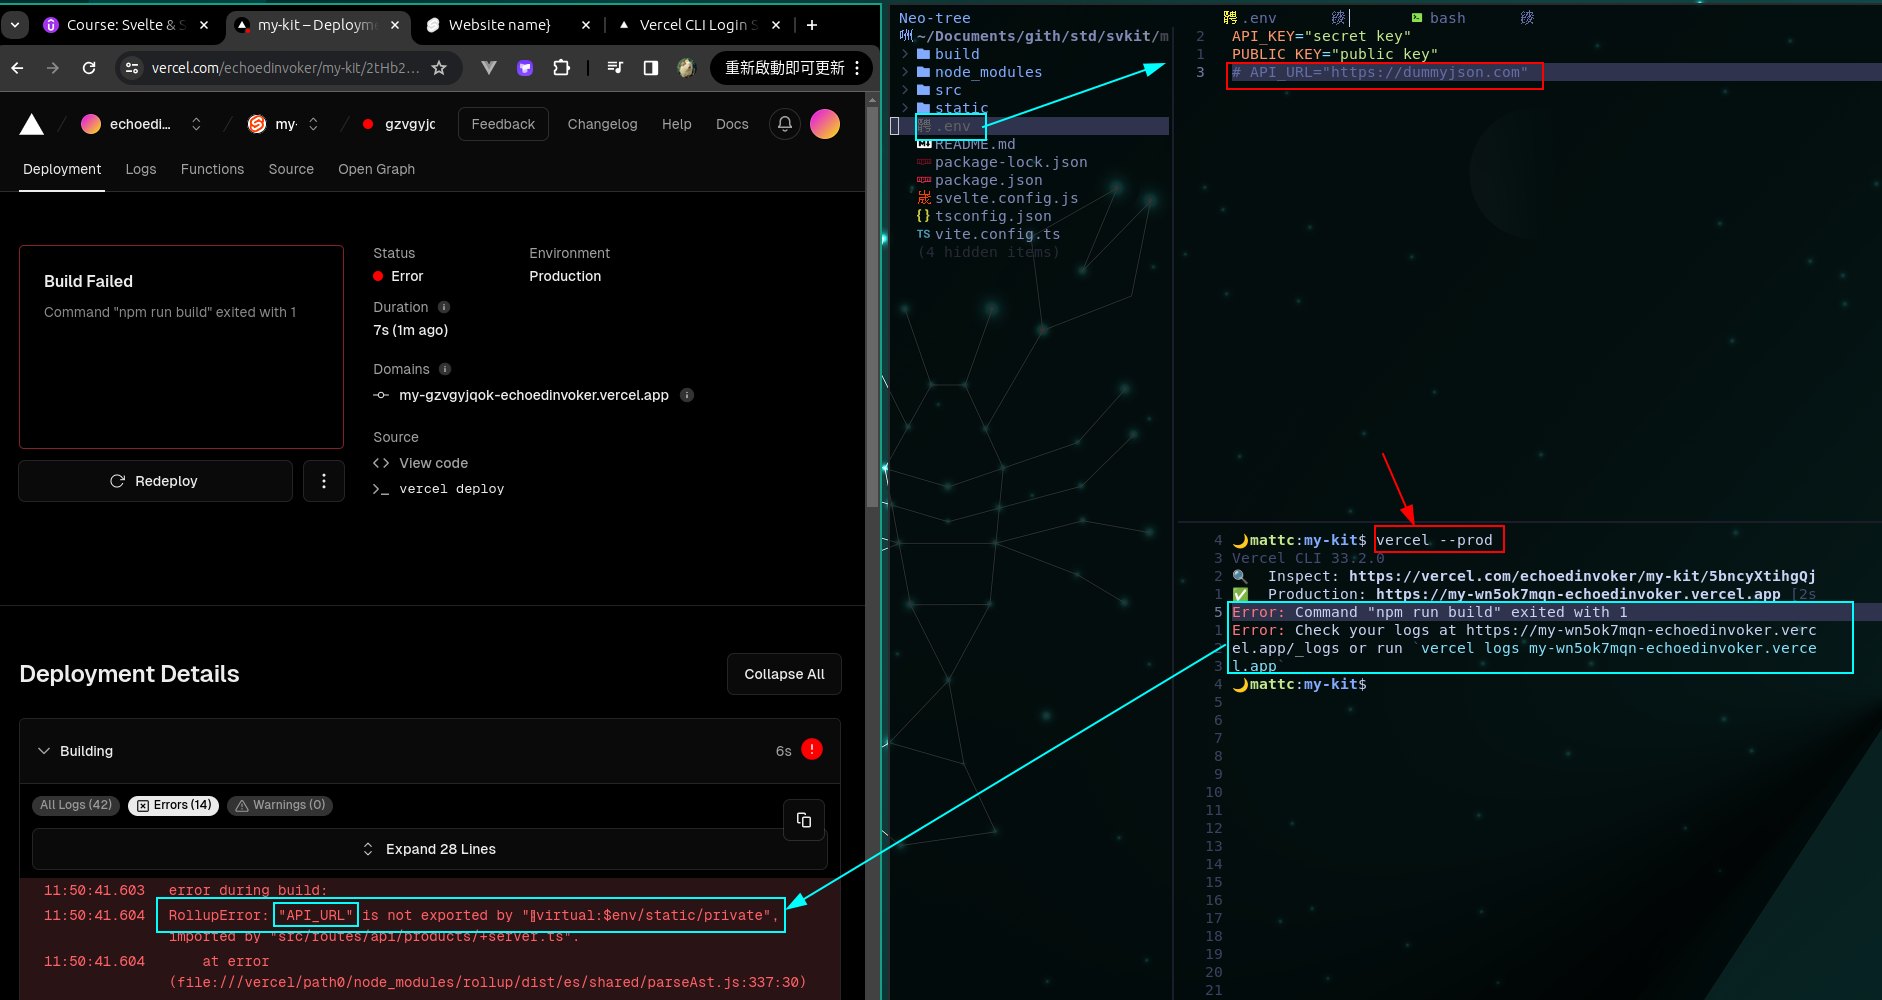 Course: Svelte & S
my-kit – Deployme
Website name}
Vercel CLI Login S
vercel.com/echoedinvoker/my-kit/2tHb2...
重新啟動即可更新
echoedi...
my-
gzvgyjc
Feedback
Changelog
Help
Docs
Deployment
Logs
Functions
Source
Open Graph
Build Failed
Command "npm run build" exited with 1
Redeploy
Status
Error
Environment
Production
Duration
7s (1m ago)
Domains
my-gzvgyjqok-echoedinvoker.vercel.app
Source
View code
vercel deploy
Deployment Details
Collapse All
Building
6s
All Logs (42)
Errors (14)
Warnings (0)
Expand 28 Lines
11:50:41.603 error during build:
11:50:41.604 RollupError: "API_URL" is not exported by "virtual:$env/static/private",
imported by "src/routes/api/products/+server.ts".
11:50:41.604 at error
(file:///vercel/path0/node_modules/rollup/dist/es/shared/parseAst.js:337:30)
Neo-tree
~/Documents/gith/std/svkit/m
build
node_modules
src
static
.env
README.md
package-lock.json
package.json
svelte.config.js
tsconfig.json
TS vite.config.ts
(4 hidden items)
.env
bash
2 API_KEY="secret key"
1 PUBLIC_KEY="public key"
3 # API_URL="https://dummyjson.com"
4 mattc:my-kit$ vercel --prod
3 Vercel CLI 33.2.0
2 Inspect: https://vercel.com/echoedinvoker/my-kit/5bncyXtihgQj
1 Production: https://my-wn5ok7mqn-echoedinvoker.vercel.app [2s
5 Error: Command "npm run build" exited with 1
1 Error: Check your logs at https://my-wn5ok7mqn-echoedinvoker.verc
el.app/_logs or run `vercel logs my-wn5ok7mqn-echoedinvoker.verce
3 l.app`
4 mattc:my-kit$
5
6
7
8
9
10
11
12
13
14
15
16
17
18
19
20
21